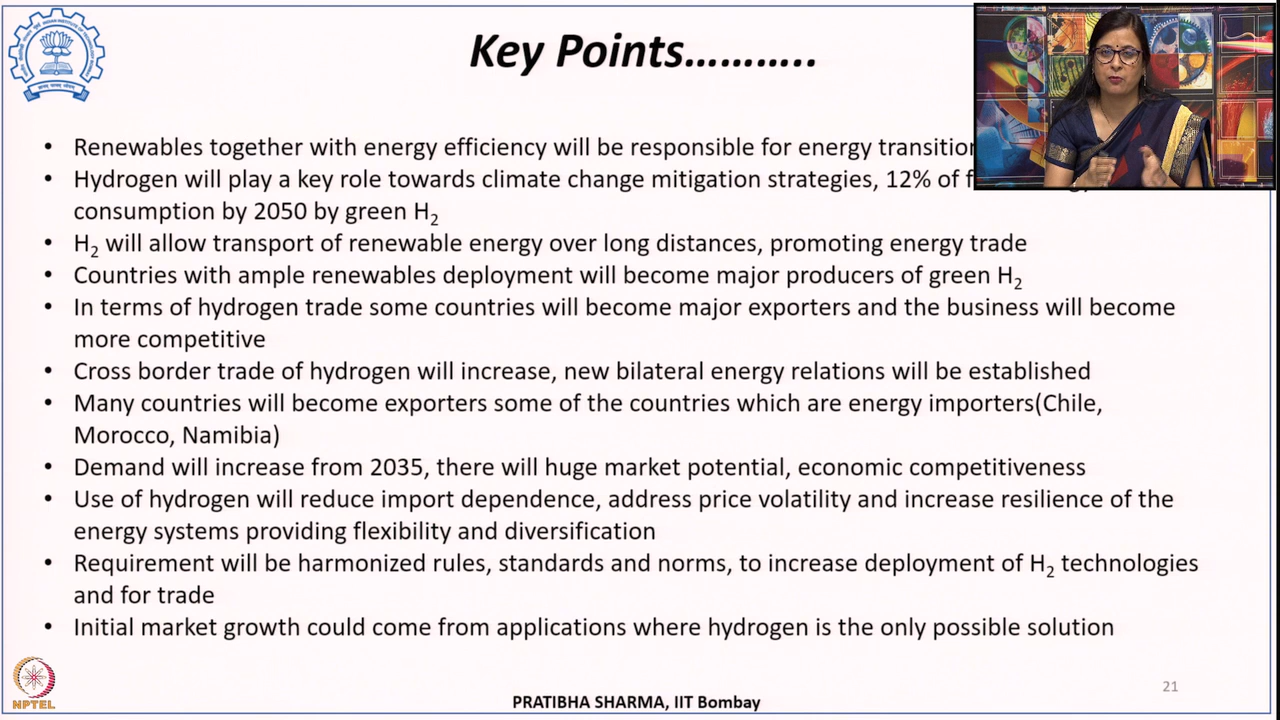 Key Points………..
• Renewables together with energy efficiency will be responsible for energy transition
• Hydrogen will play a key role towards climate change mitigation strategies, 12% of
consumption by 2050 by green H₂
• H₂ will allow transport of renewable energy over long distances, promoting energy trade
• Countries with ample renewables deployment will become major producers of green H₂
• In terms of hydrogen trade some countries will become major exporters and the business will become
more competitive
• Cross border trade of hydrogen will increase, new bilateral energy relations will be established
• Many countries will become exporters some of the countries which are energy importers(Chile,
Morocco, Namibia)
• Demand will increase from 2035, there will huge market potential, economic competitiveness
• Use of hydrogen will reduce import dependence, address price volatility and increase resilience of the
energy systems providing flexibility and diversification
• Requirement will be harmonized rules, standards and norms, to increase deployment of H₂ technologies
and for trade
• Initial market growth could come from applications where hydrogen is the only possible solution
21
NPTEL
PRATIBHA SHARMA, IIT Bombay